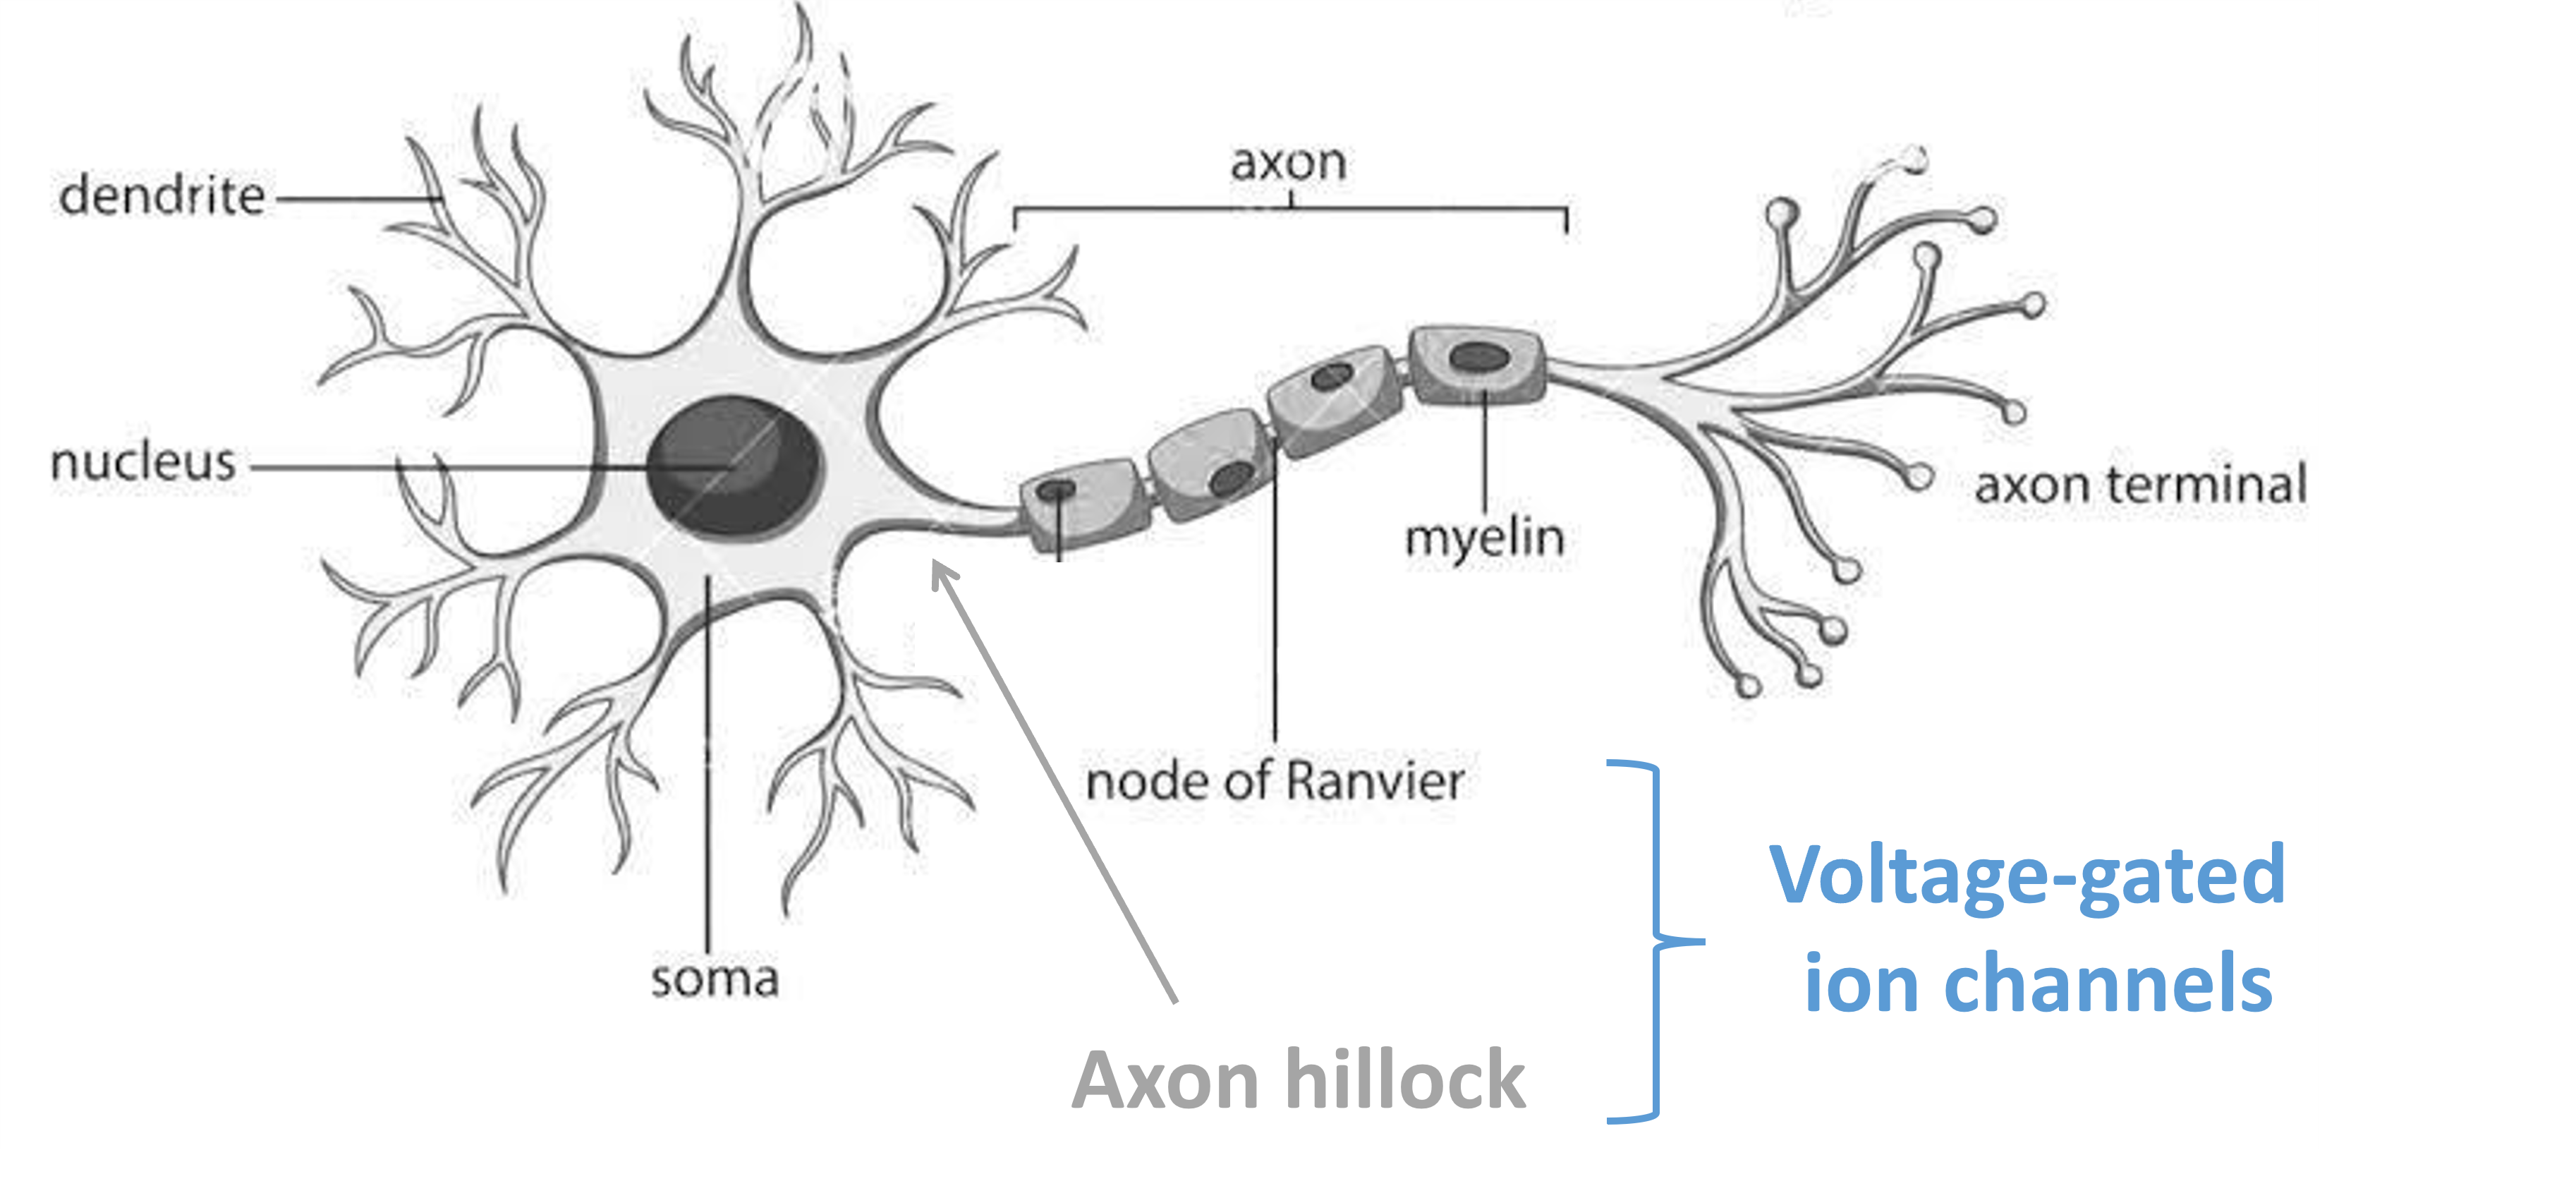 axon
dendrite
nucleus
axon terminal
myelin
node of Ranvier
soma
Voltage-gated
ion channels
Axon hillock